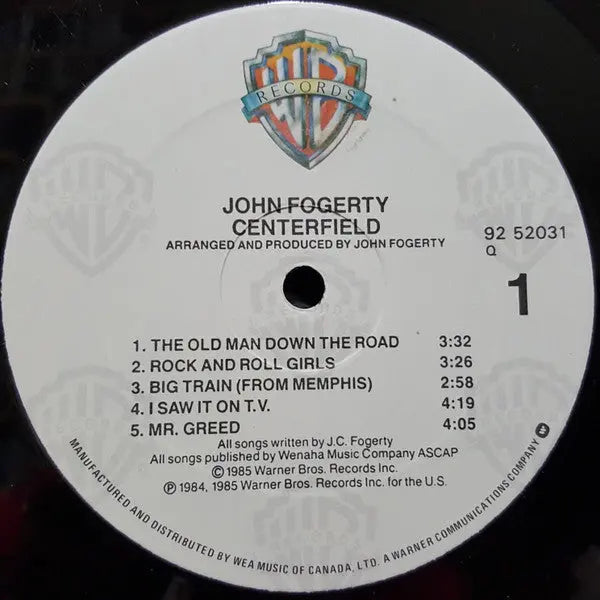 WB
RECORDS
JOHN FOGERTY
CENTERFIELD
ARRANGED AND PRODUCED BY JOHN FOGERTY
92 52031
Q
1
1. THE OLD MAN DOWN THE ROAD 3:32
2. ROCK AND ROLL GIRLS 3:26
3. BIG TRAIN (FROM MEMPHIS) 2:58
4. I SAW IT ON T.V. 4:19
5. MR. GREED 4:05
All songs written by J.C. Fogerty
All songs published by Wenaha Music Company ASCAP
© 1985 Warner Bros. Records Inc.
℗ 1984, 1985 Warner Bros. Records Inc. for the U.S.
MANUFACTURED AND DISTRIBUTED BY WEA MUSIC OF CANADA, LTD. A WARNER COMMUNICATIONS COMPANY